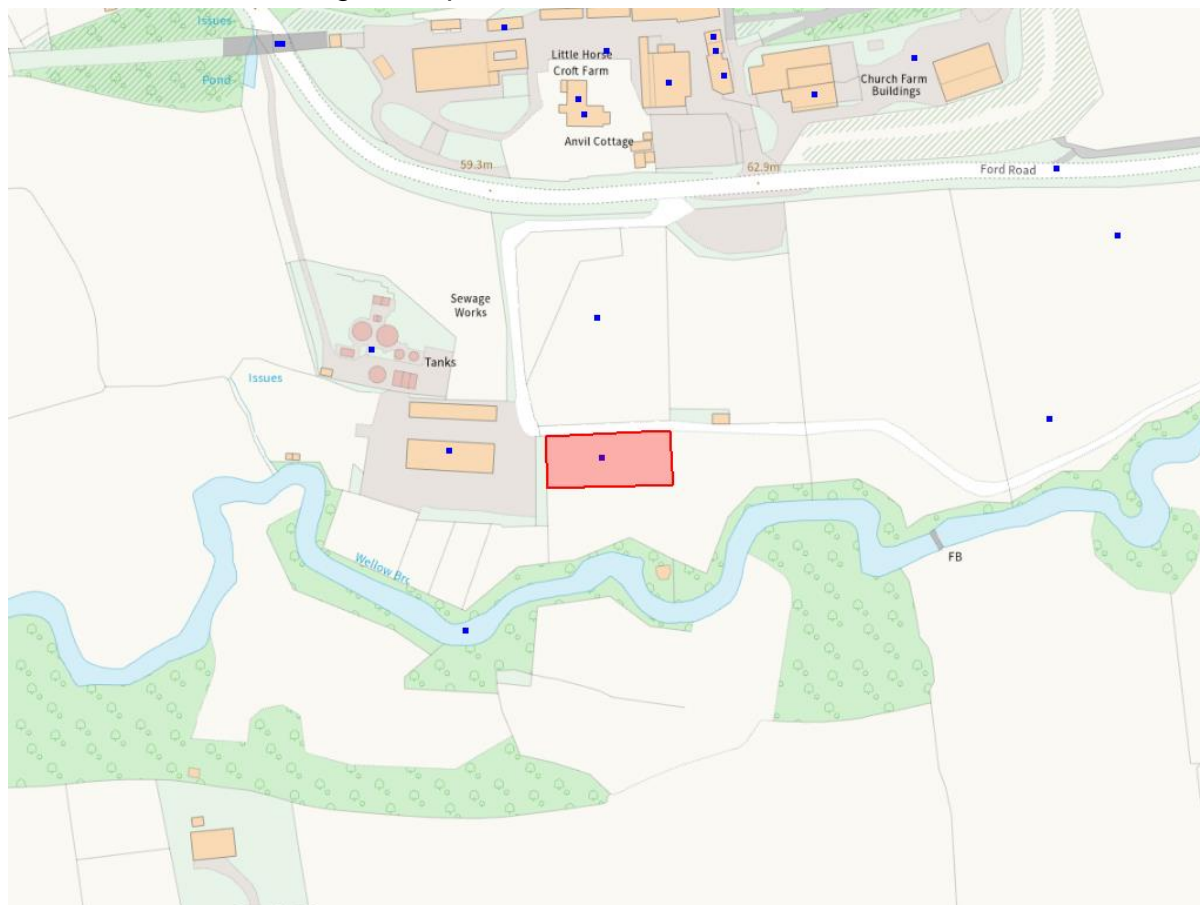 Issues
Pond
Little Horse
Croft Farm
Church Farm
Buildings
Anvil Cottage
59.3m
62.9m
Ford Road
Sewage
Works
Tanks
Issues
Wellow Brc
FB